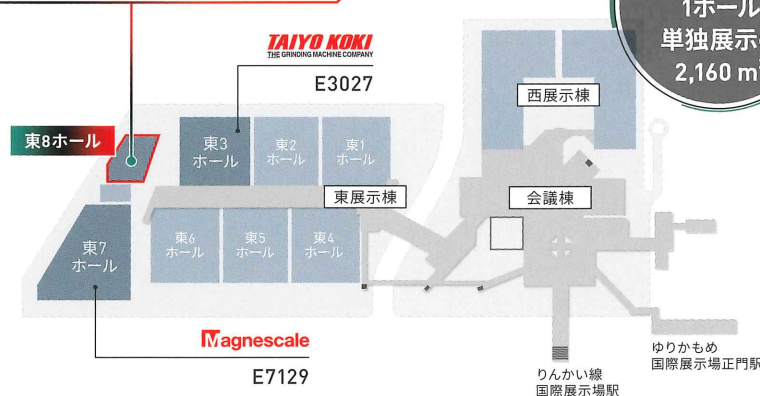 1ホール
単独展示
2,160 m
TAIYO KOKI
THE GRINDING MACHINE COMPANY
E3027
西展示棟
東8ホール
東3
ホール
東2
ホール
東1
ホール
東展示棟
会議棟
東7
ホール
東6
ホール
東5
ホール
東4
ホール
Magnescale
E7129
りんかい線
国際展示場駅
ゆりかもめ
国際展示場正門駅